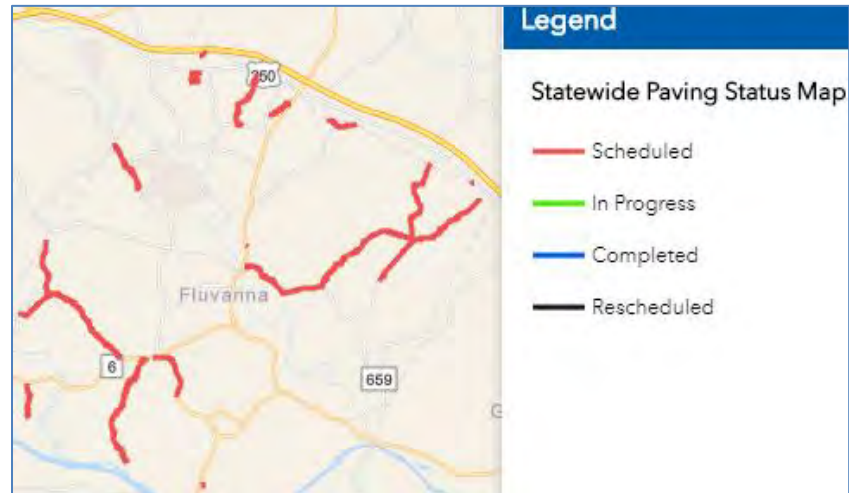 Legend
Statewide Paving Status Map
Scheduled
In Progress
Completed
Rescheduled
250
Fluvanna
6
659
G